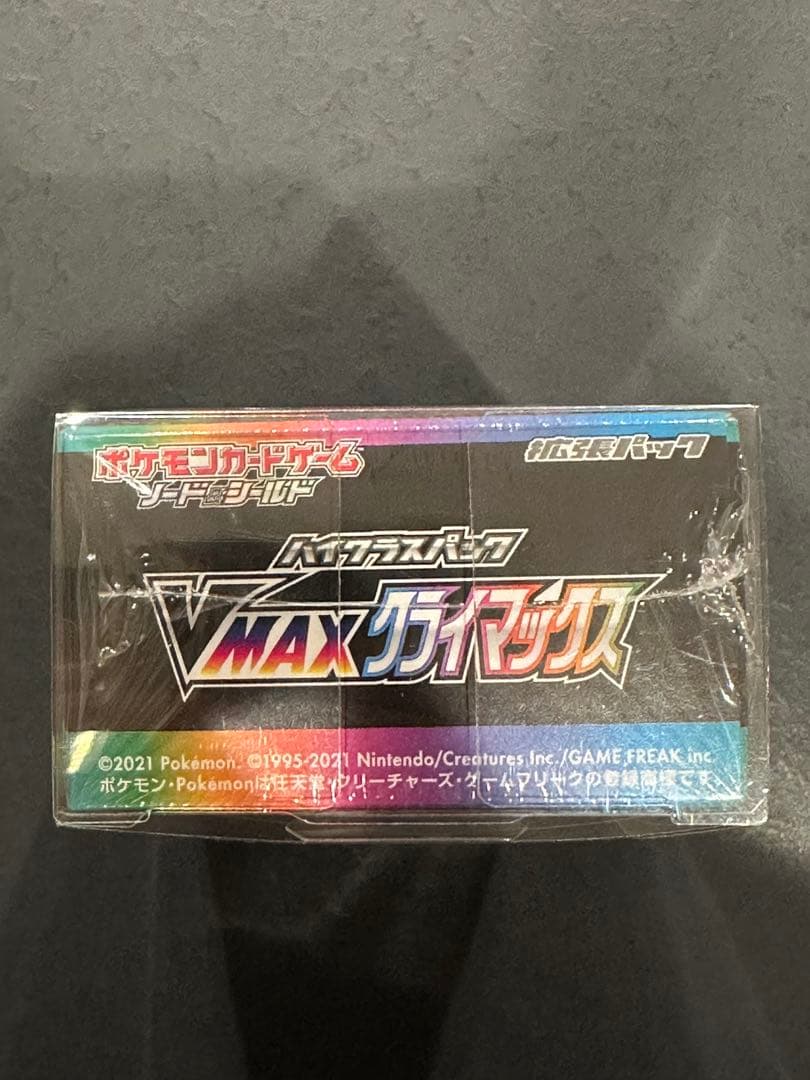 ポケモンカードゲーム
ソード&シールド
拡張パック
ハイクラスパック
VMAXクライマックス
©2021 Pokémon. ©1995-2021 Nintendo/Creatures Inc./GAME FREAK inc.
ポケモン・Pokémonは任天堂・クリーチャーズ・ゲームフリークの登録商標です。